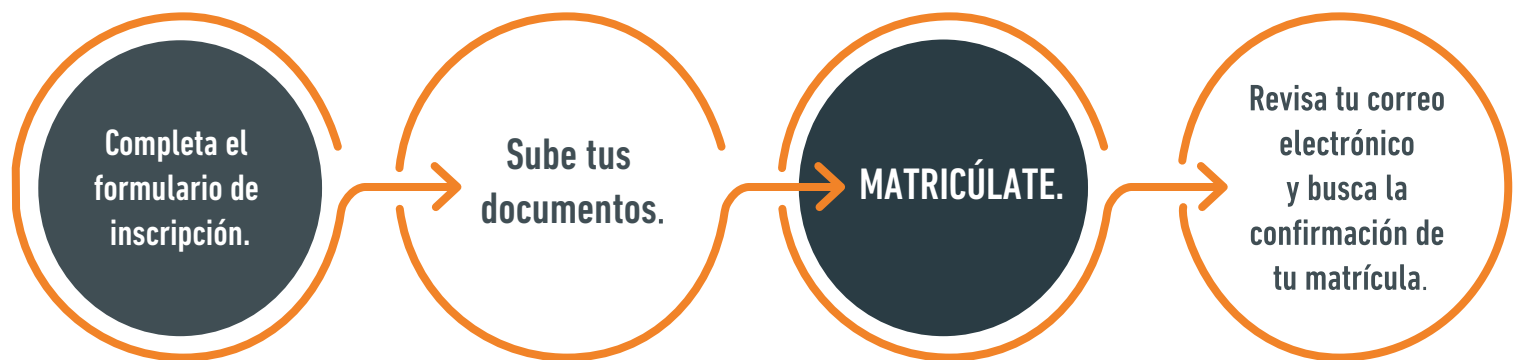 Completa el
formulario de
inscripción.
Sube tus
documentos.
MATRICÚLATE.
Revisa tu correo
electrónico
y busca la
confirmación de
tu matrícula.